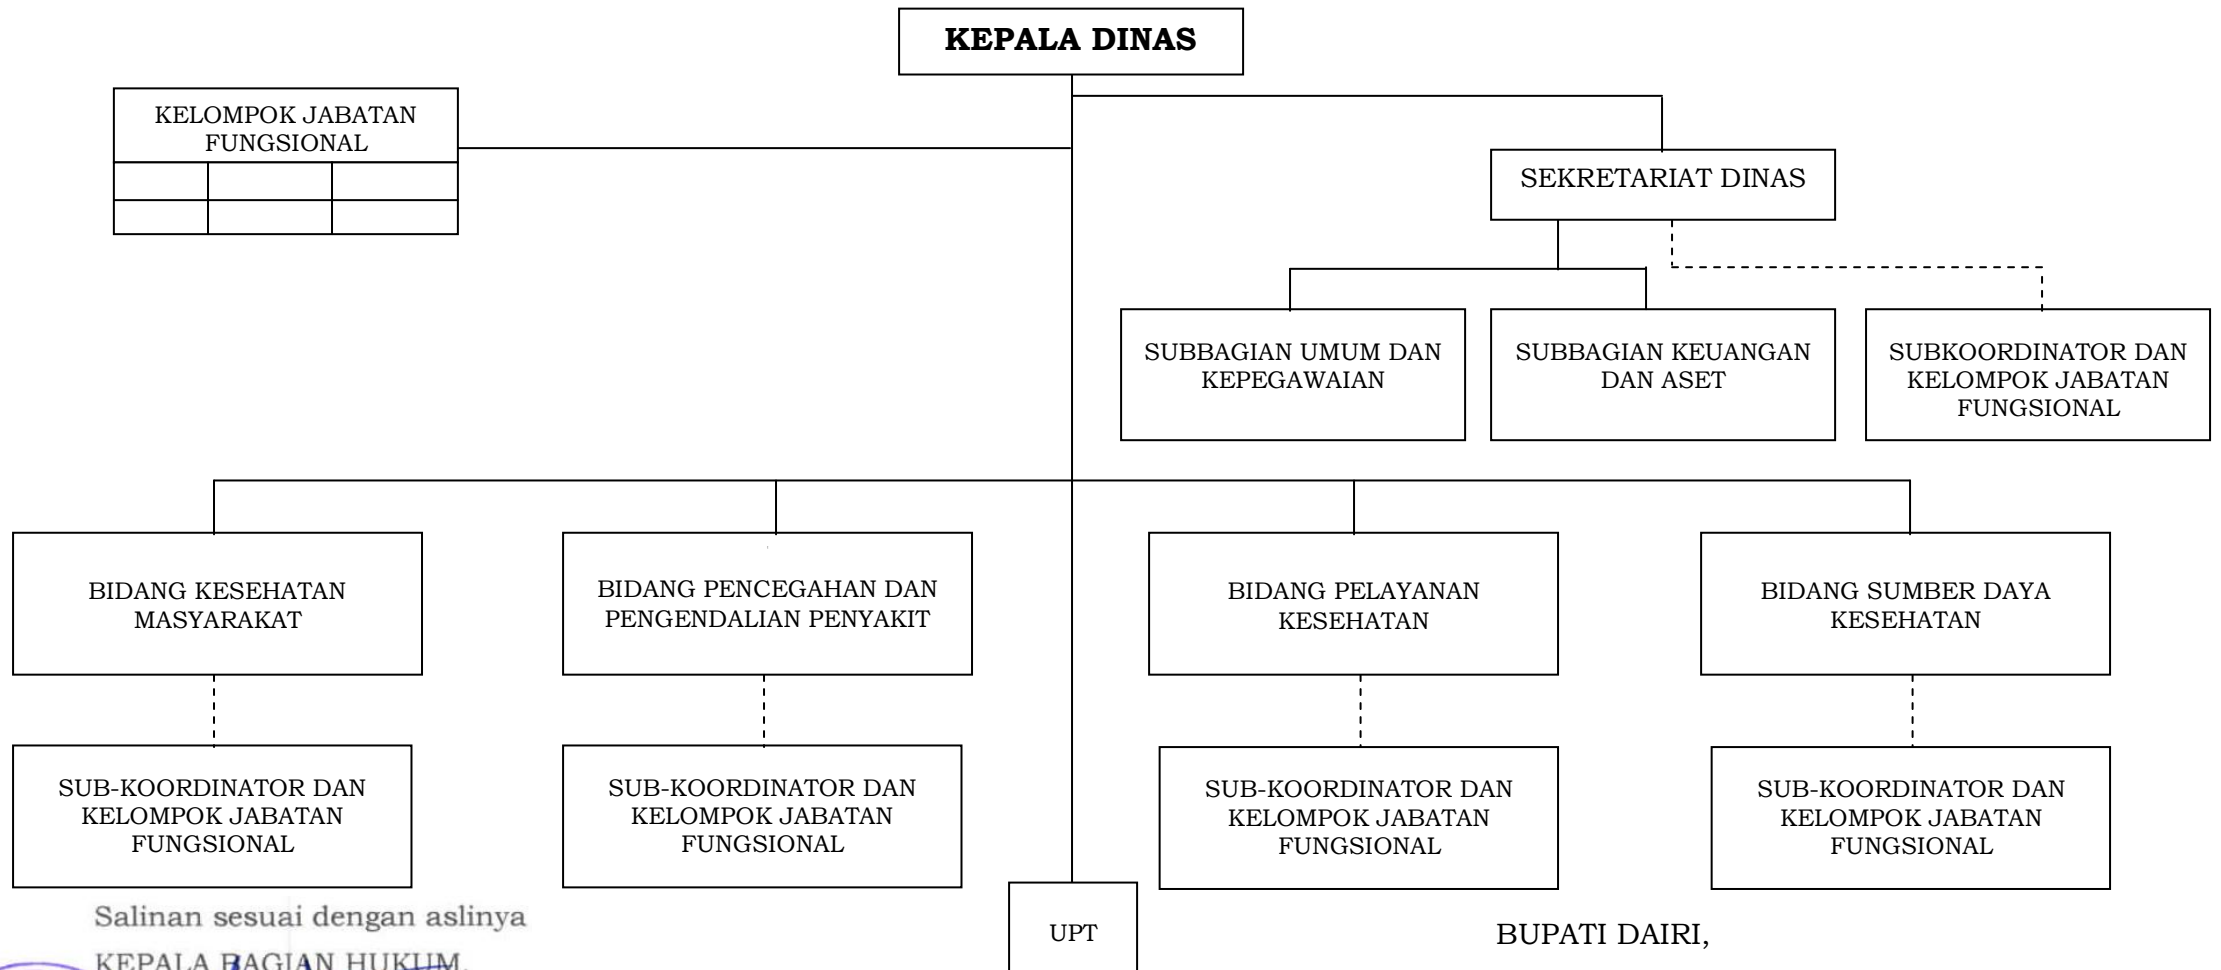 KEPALA DINAS
KELOMPOK JABATAN
FUNGSIONAL
SEKRETARIAT DINAS
SUBBAGIAN UMUM DAN
KEPEGAWAIAN
SUBBAGIAN KEUANGAN
DAN ASET
SUBKOORDINATOR DAN
KELOMPOK JABATAN
FUNGSIONAL
BIDANG KESEHATAN
MASYARAKAT
BIDANG PENCEGAHAN DAN
PENGENDALIAN PENYAKIT
BIDANG PELAYANAN
KESEHATAN
BIDANG SUMBER DAYA
KESEHATAN
SUB-KOORDINATOR DAN
KELOMPOK JABATAN
FUNGSIONAL
SUB-KOORDINATOR DAN
KELOMPOK JABATAN
FUNGSIONAL
SUB-KOORDINATOR DAN
KELOMPOK JABATAN
FUNGSIONAL
SUB-KOORDINATOR DAN
KELOMPOK JABATAN
FUNGSIONAL
Salinan sesuai dengan aslinya
KEPALA BAGIAN HUKUM,
UPT
BUPATI DAIRI,